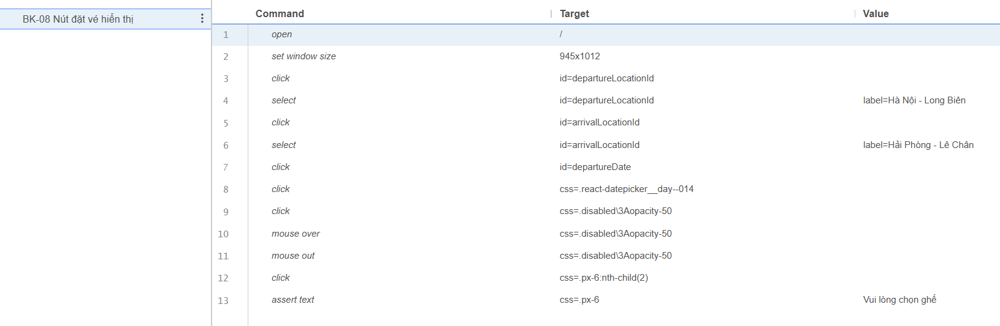 BK-08 Nút đặt vé hiển thị
Command Target Value
1 open /
2 set window size 945x1012
3 click id=departureLocationId
4 select id=departureLocationId label=Hà Nội - Long Biên
5 click id=arrivalLocationId
6 select id=arrivalLocationId label=Hải Phòng - Lê Chân
7 click id=departureDate
8 click css=.react-datepicker__day--014
9 click css=.disabled\3Aopacity-50
10 mouse over css=.disabled\3Aopacity-50
11 mouse out css=.disabled\3Aopacity-50
12 click css=.px-6:nth-child(2)
13 assert text css=.px-6 Vui lòng chọn ghế